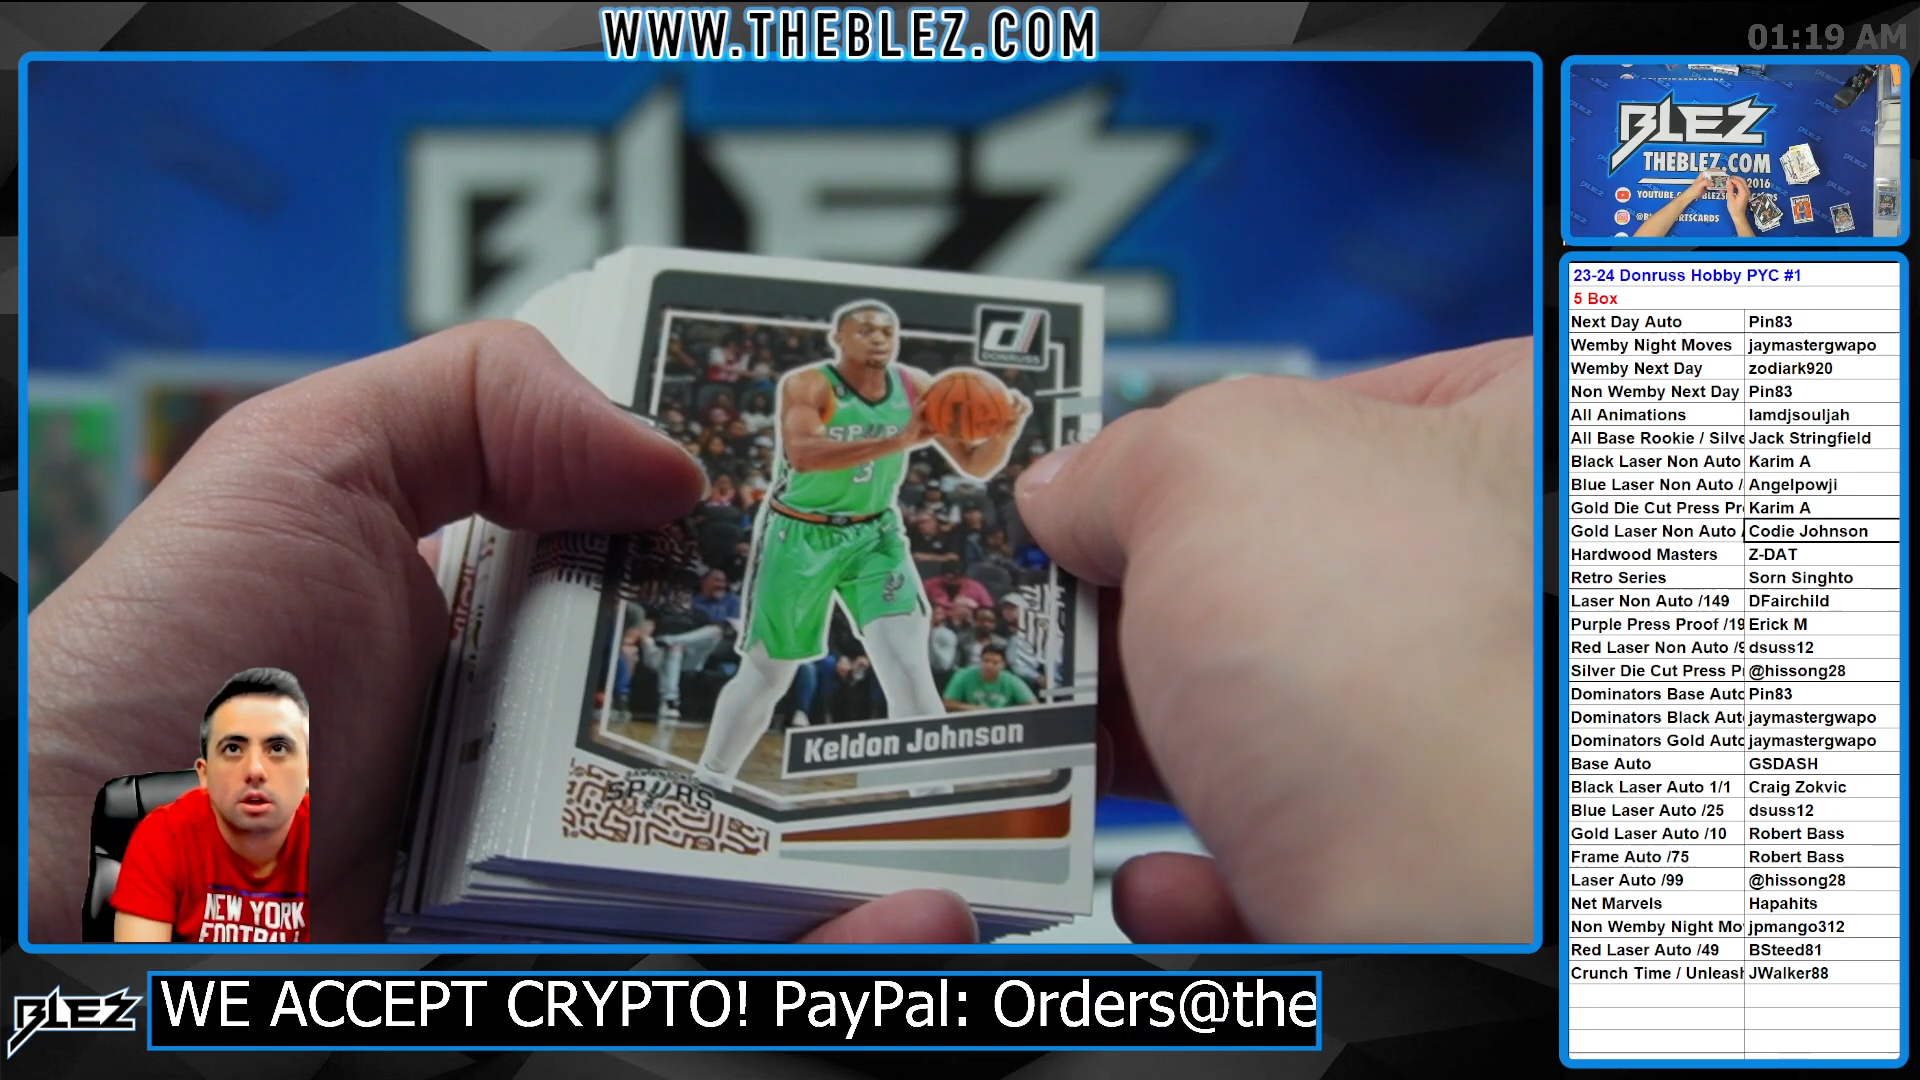 WWW.THEBLEZ.COM
01:19 AM
BLEZ
DONRUSS
SPURS
3
Keldon Johnson
SAN ANTONIO
SPURS
NEW YORK
FOOTBALL
BLEZ
THEBLEZ.COM
2016
23-24 Donruss Hobby PYC #1
5 Box
Next Day Auto Pin83
Wemby Night Moves jaymastergwapo
Wemby Next Day zodiark920
Non Wemby Next Day Pin83
All Animations Iamdjsouljah
All Base Rookie / Silve Jack Stringfield
Black Laser Non Auto Karim A
Blue Laser Non Auto / Angelpowji
Gold Die Cut Press Pr Karim A
Gold Laser Non Auto / Codie Johnson
Hardwood Masters Z-DAT
Retro Series Sorn Singhto
Laser Non Auto /149 DFairchild
Purple Press Proof /19 Erick M
Red Laser Non Auto /9 dsuss12
Silver Die Cut Press P @hissong28
Dominators Base Auto Pin83
Dominators Black Aut jaymastergwapo
Dominators Gold Auto jaymastergwapo
Base Auto GSDASH
Black Laser Auto 1/1 Craig Zokvic
Blue Laser Auto /25 dsuss12
Gold Laser Auto /10 Robert Bass
Frame Auto /75 Robert Bass
Laser Auto /99 @hissong28
Net Marvels Hapahits
Non Wemby Night Mo jpmango312
Red Laser Auto /49 BSteed81
Crunch Time / Unleash JWalker88
BLEZ
WE ACCEPT CRYPTO! PayPal: Orders@the